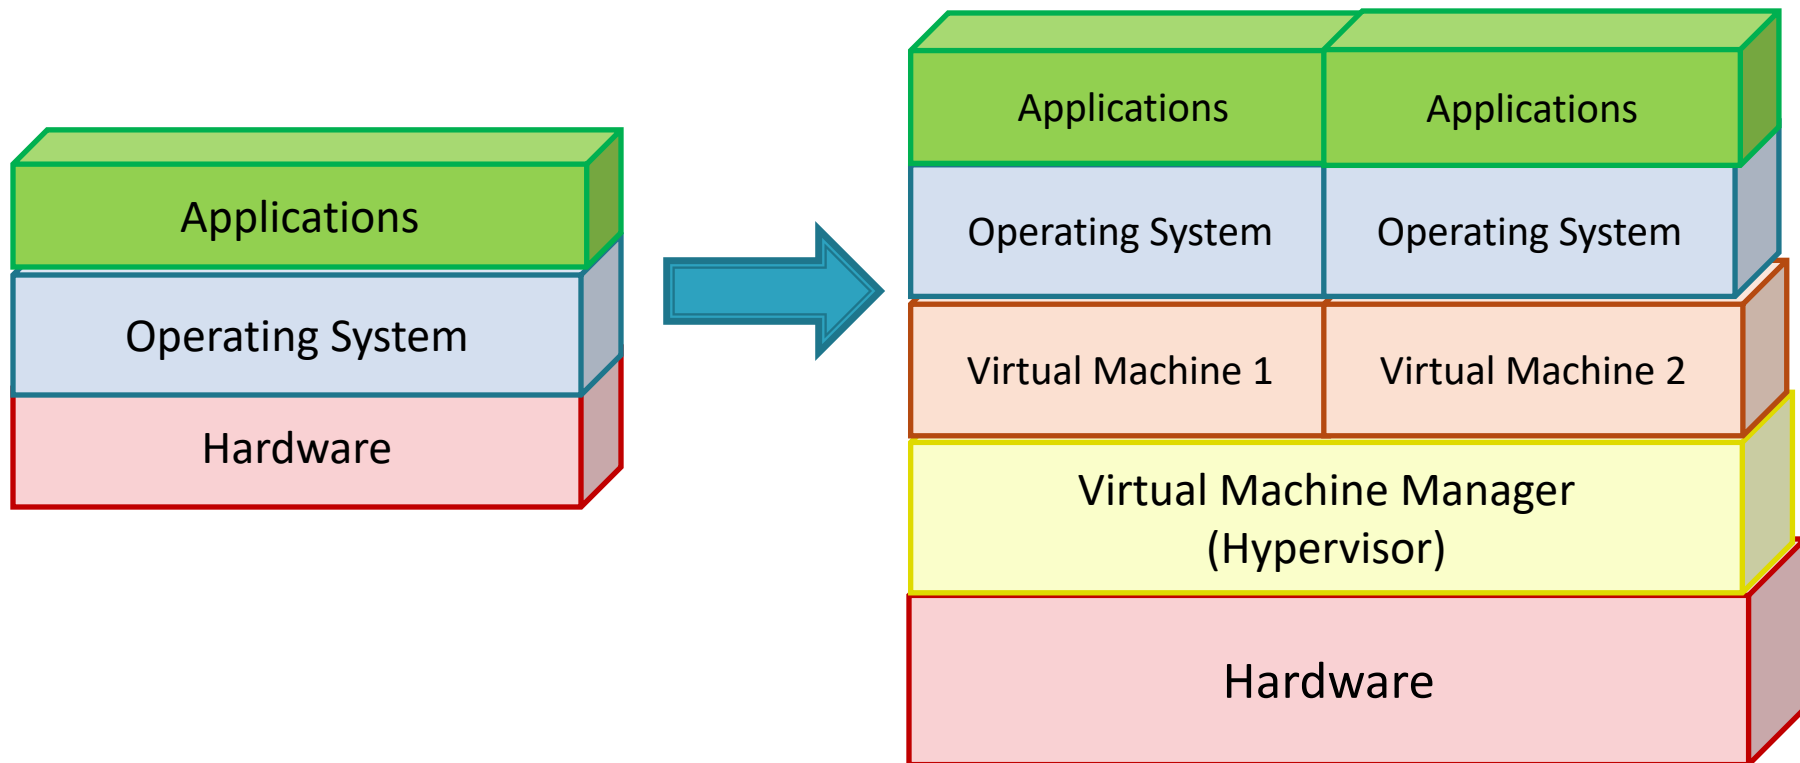 Applications
Operating System
Hardware
Applications
Applications
Operating System
Operating System
Virtual Machine 1
Virtual Machine 2
Virtual Machine Manager
(Hypervisor)
Hardware